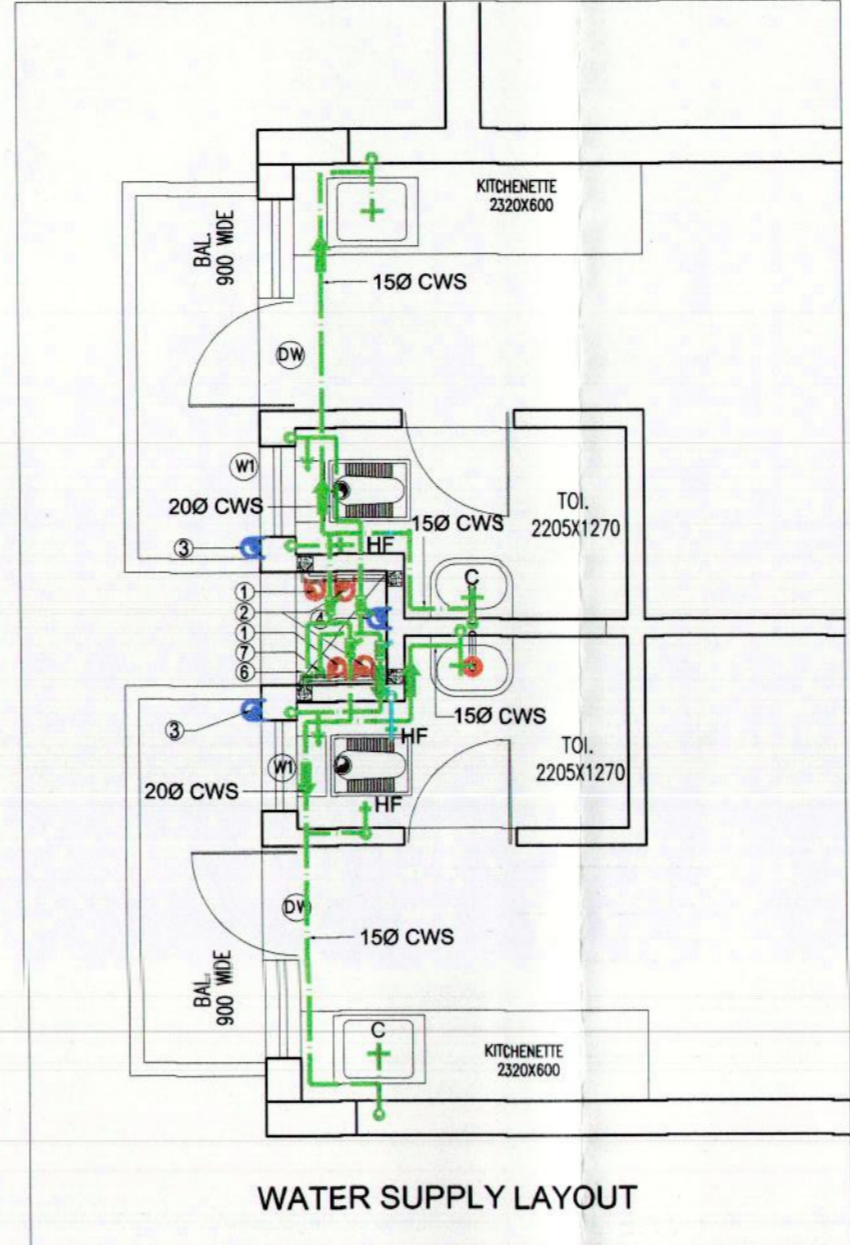 KITCHENETTE
2320X600
BAL.
900 WIDE
15Ø CWS
DW
W1
20Ø CWS
15Ø CWS
TOI.
2205X1270
3
HF
C
1
2
4
1
7
6
3
15Ø CWS
HF
TOI.
2205X1270
W1
20Ø CWS
HF
DW
15Ø CWS
BAL.
900 WIDE
C
KITCHENETTE
2320X600
WATER SUPPLY LAYOUT